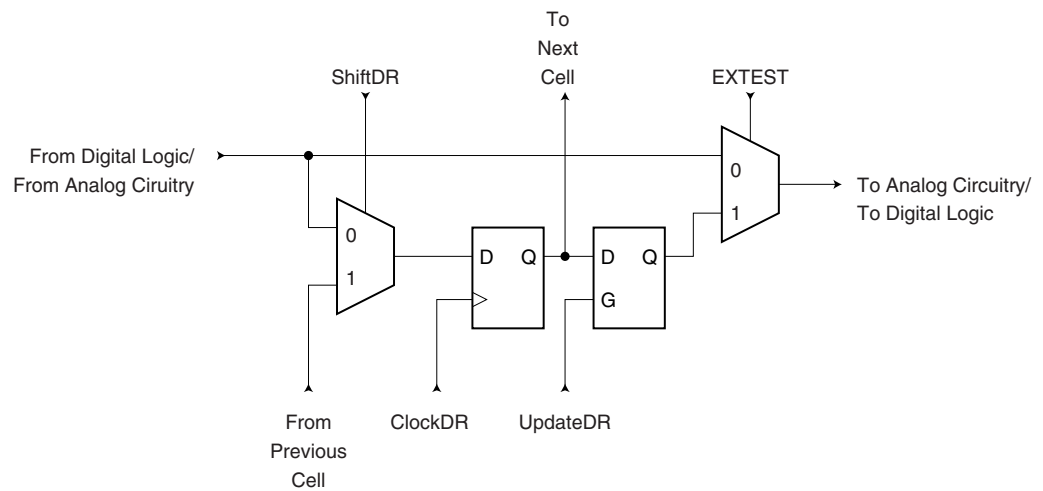 To
Next
Cell
ShiftDR
EXTEST
From Digital Logic/
From Analog Ciruitry
0
1
To Analog Circuitry/
To Digital Logic
0
1
D Q
D Q
G
From
Previous
Cell
ClockDR
UpdateDR